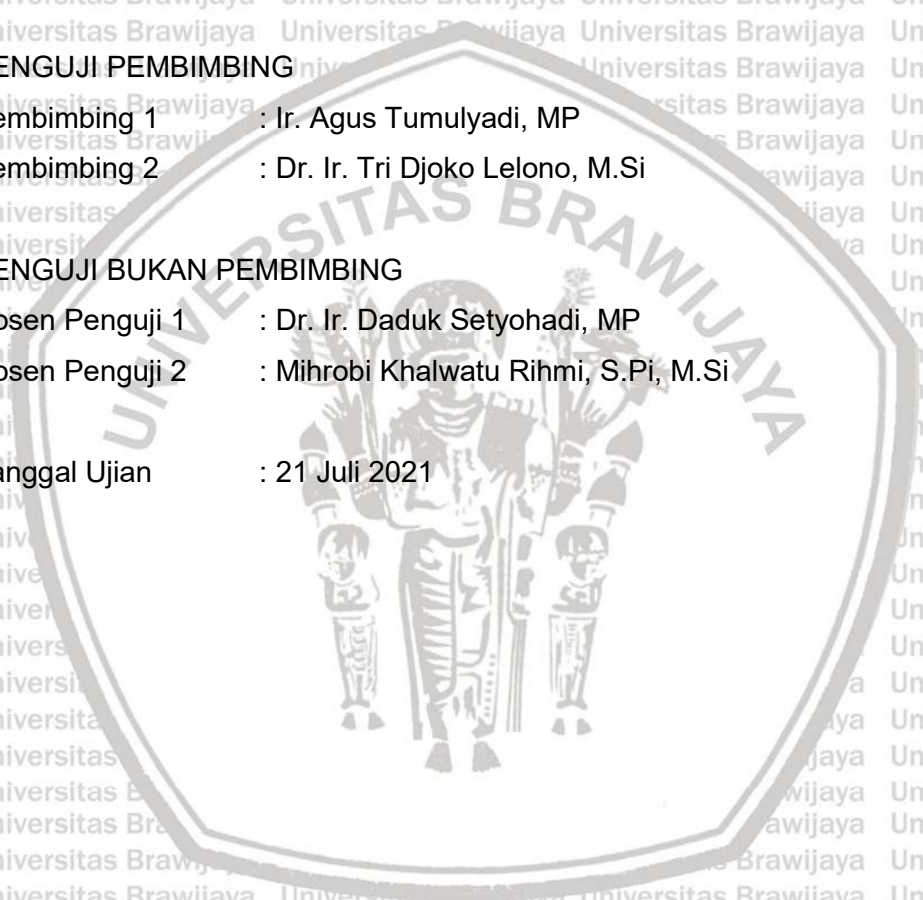 ENGUJI PEMBIMBING
embimbing 1 : Ir. Agus Tumulyadi, MP
embimbing 2 : Dr. Ir. Tri Djoko Lelono, M.Si
UNIVERSITAS BRAWIJAYA
ENGUJI BUKAN PEMBIMBING
osen Penguji 1 : Dr. Ir. Daduk Setyohadi, MP
osen Penguji 2 : Mihrobi Khalwatu Rihmi, S.Pi, M.Si
anggal Ujian : 21 Juli 2021